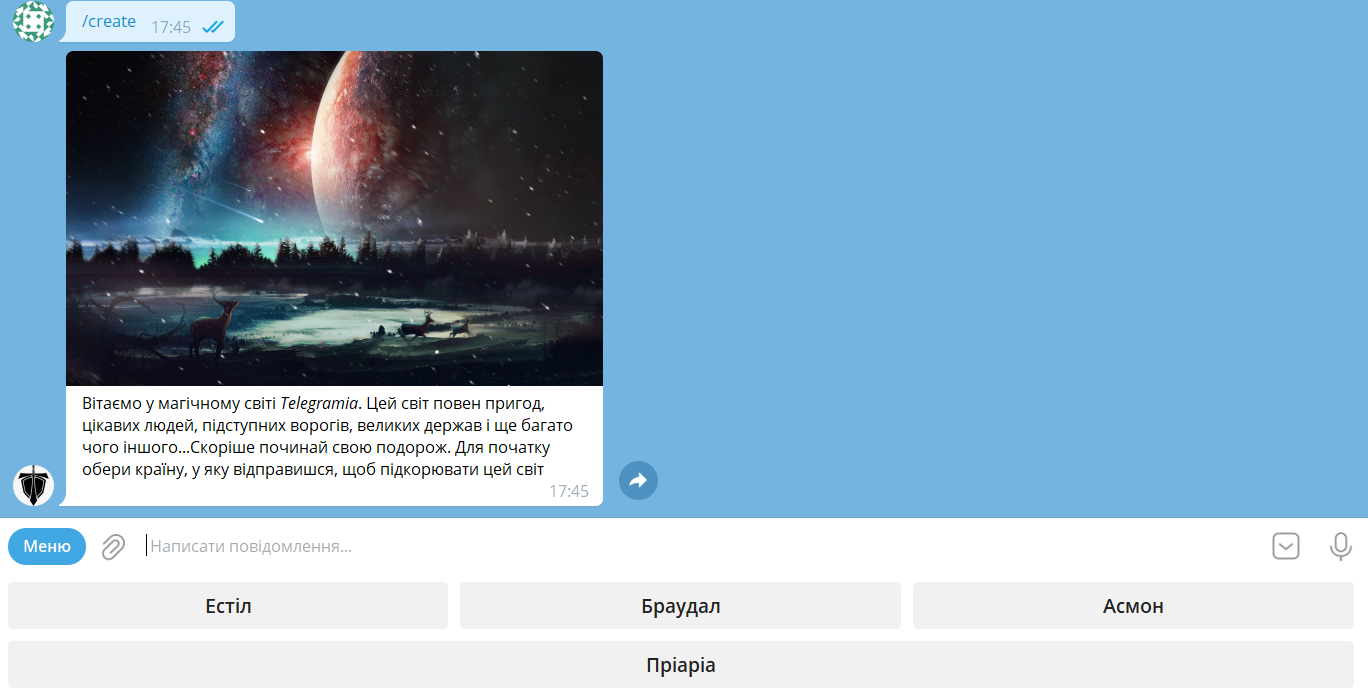 /create 17:45
Вітаємо у магічному світі Telegramia. Цей світ повен пригод,
цікавих людей, підступних ворогів, великих держав і ще багато
чого іншого...Скоріше починай свою подорож. Для початку
обери країну, у яку відправишся, щоб підкорювати цей світ
17:45
Меню Написати повідомлення...
Естіл Браудал Асмон
Пріаріа